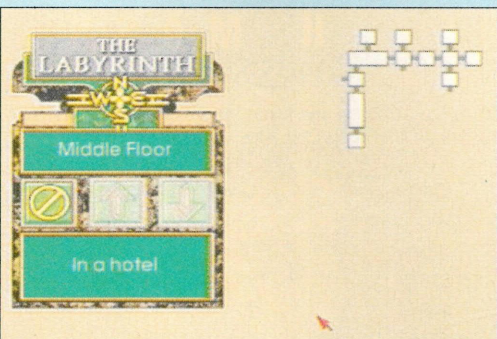 THE
LABYRINTH
N
W E
S
Middle Floor
In a hotel